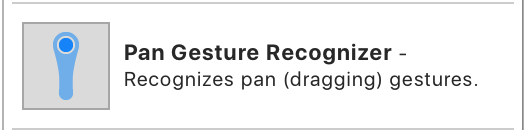 Pan Gesture Recognizer -
Recognizes pan (dragging) gestures.